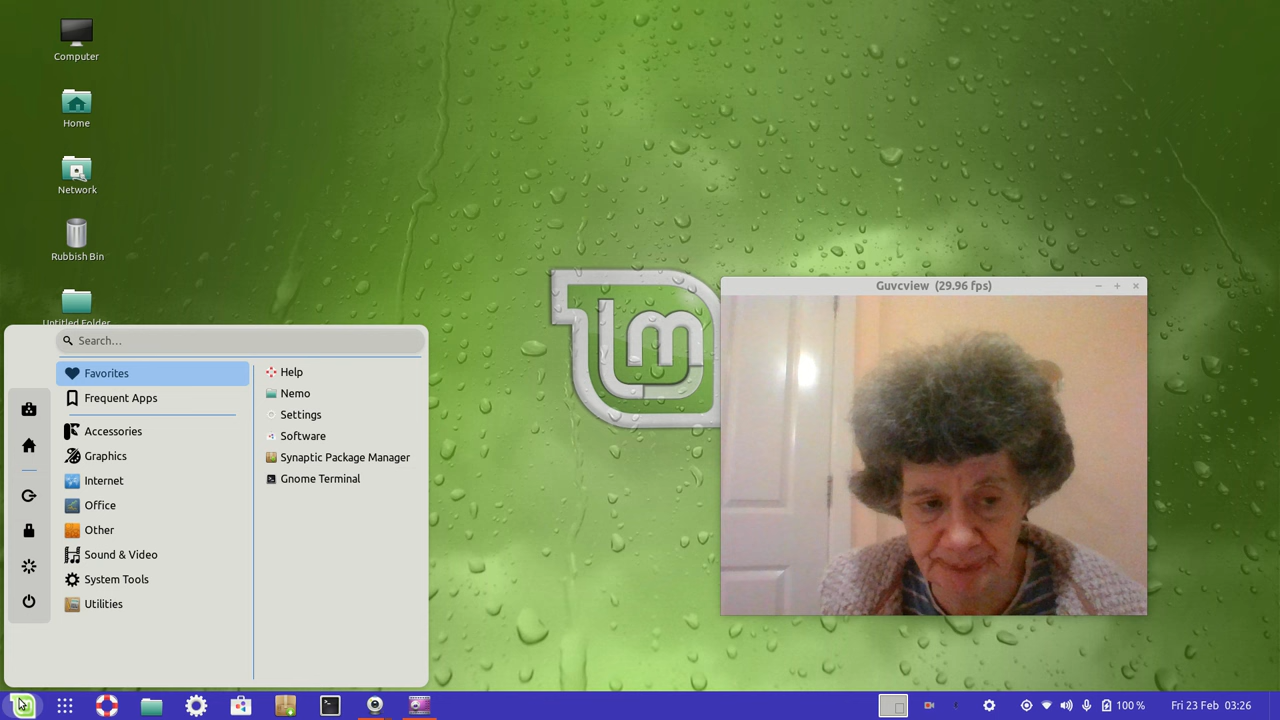 Computer
Home
Network
Rubbish Bin
Untitled Folder
Search...
Favorites
Frequent Apps
Accessories
Graphics
Internet
Office
Other
Sound & Video
System Tools
Utilities
Help
Nemo
Settings
Software
Synaptic Package Manager
Gnome Terminal
lm
Guvcview (29.96 fps)
100 %
Fri 23 Feb 03:26